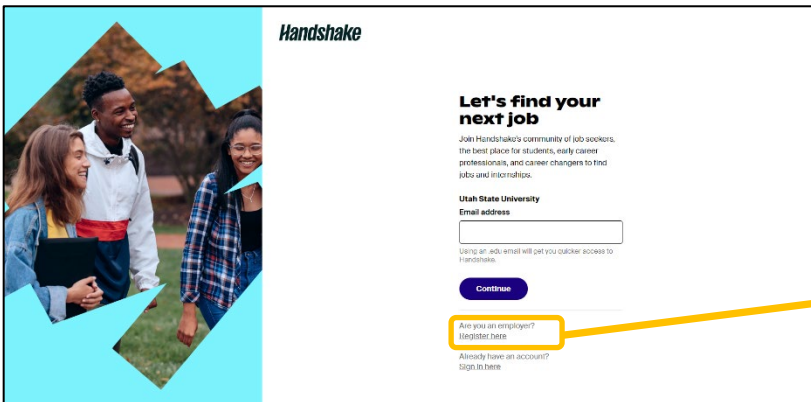 Handshake
Let's find your
next job
Join Handshake's community of job seekers,
the best place for students, early career
professionals, and career changers to find
jobs and internships.
Utah State University
Email address
Using an .edu email will get you quicker access to
Handshake.
Continue
Are you an employer?
Register here
Already have an account?
Sign in here